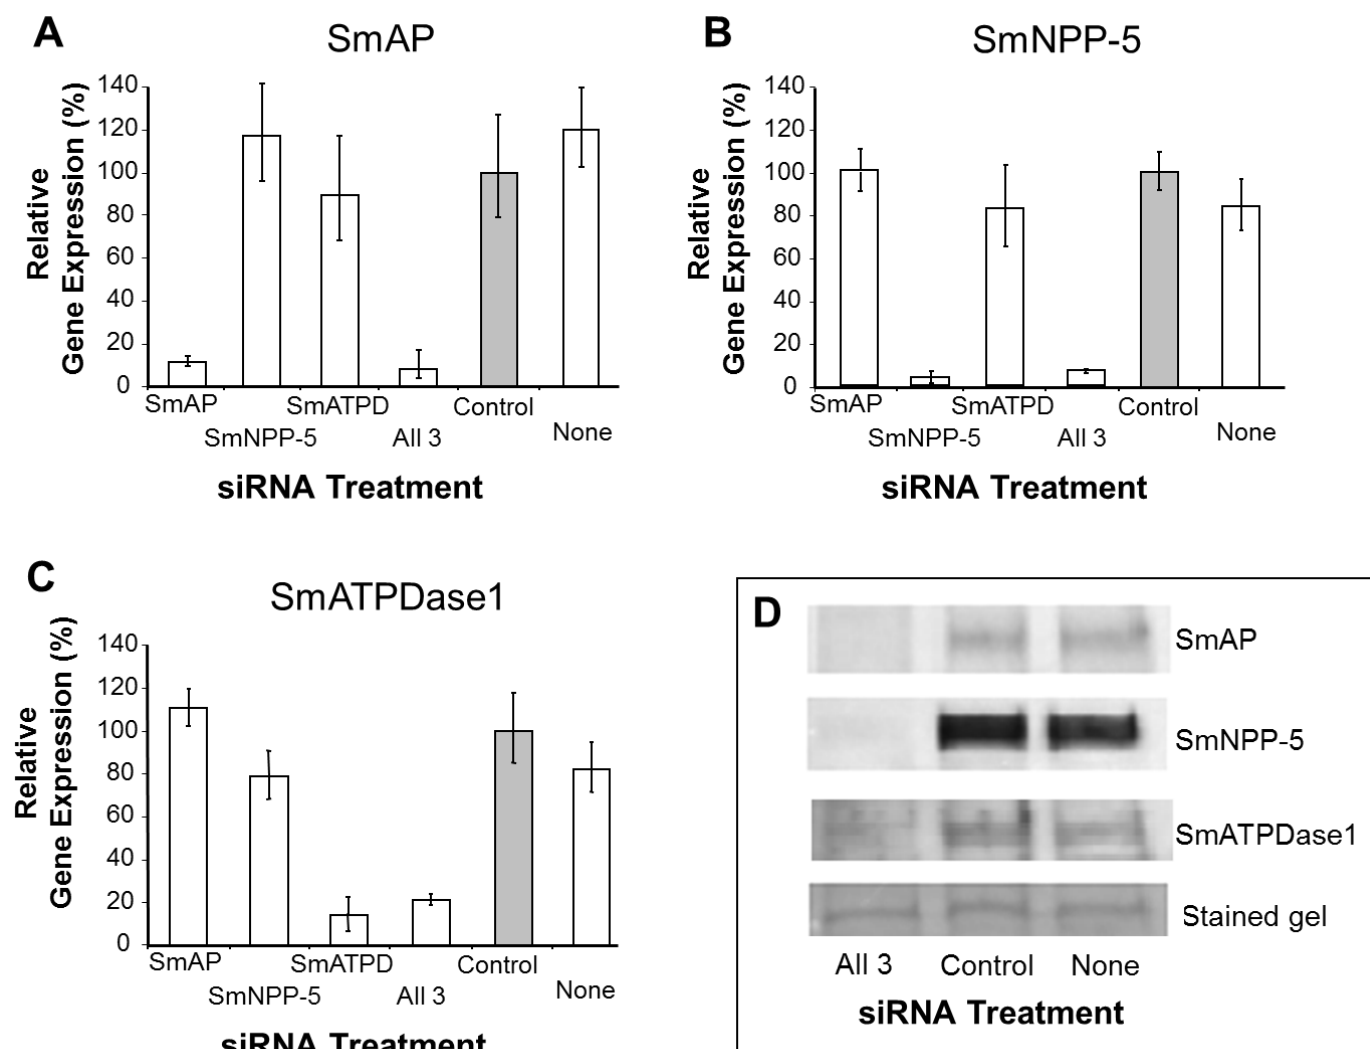 A
SmAP
Relative
Gene Expression (%)
140
120
100
80
60
40
20
0
SmAP
SmNPP-5
SmATPD
All 3
Control
None
siRNA Treatment
B
SmNPP-5
Relative
Gene Expression (%)
140
120
100
80
60
40
20
0
SmAP
SmNPP-5
SmATPD
All 3
Control
None
siRNA Treatment
C
SmATPDase1
Relative
Gene Expression (%)
140
120
100
80
60
40
20
0
SmAP
SmNPP-5
SmATPD
All 3
Control
None
siRNA Treatment
D
SmAP
SmNPP-5
SmATPDase1
Stained gel
All 3 Control None
siRNA Treatment